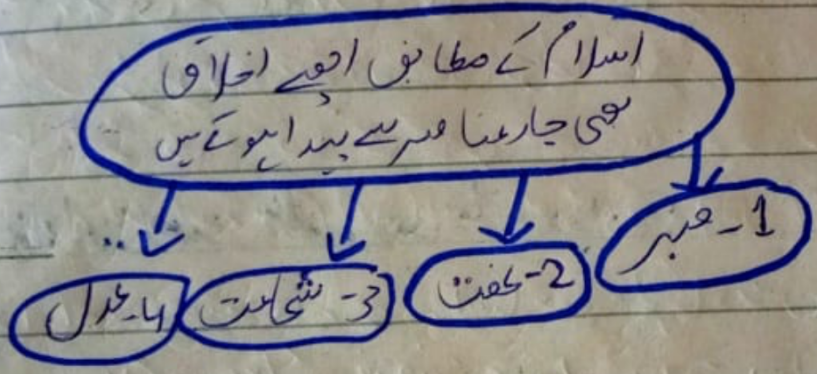 اسلام کے مطابق اچھے اخلاق
بھی چار عناصر سے پیدا ہوتے ہیں
1- صبر
2- عفت
3- شجاعت
4- عدل